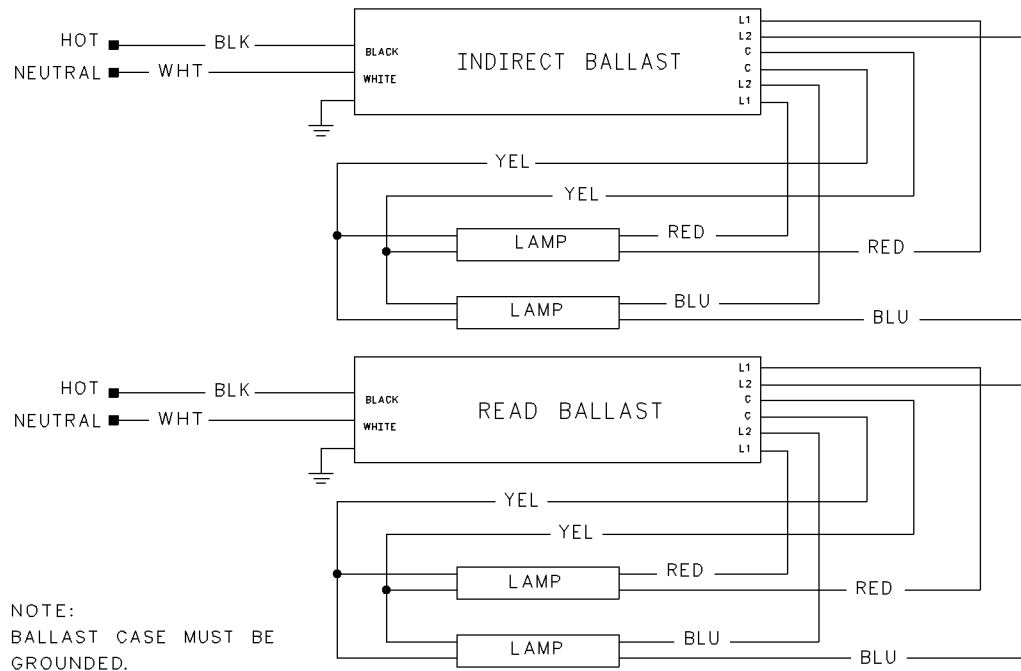 HOT BLK
NEUTRAL WHT
BLACK
WHITE
INDIRECT BALLAST
L1
L2
C
C
L2
L1
YEL
YEL
LAMP RED
RED
LAMP BLU
BLU
HOT BLK
NEUTRAL WHT
BLACK
WHITE
READ BALLAST
L1
L2
C
C
L2
L1
YEL
YEL
LAMP RED
RED
LAMP BLU
BLU
NOTE:
BALLAST CASE MUST BE
GROUNDED.